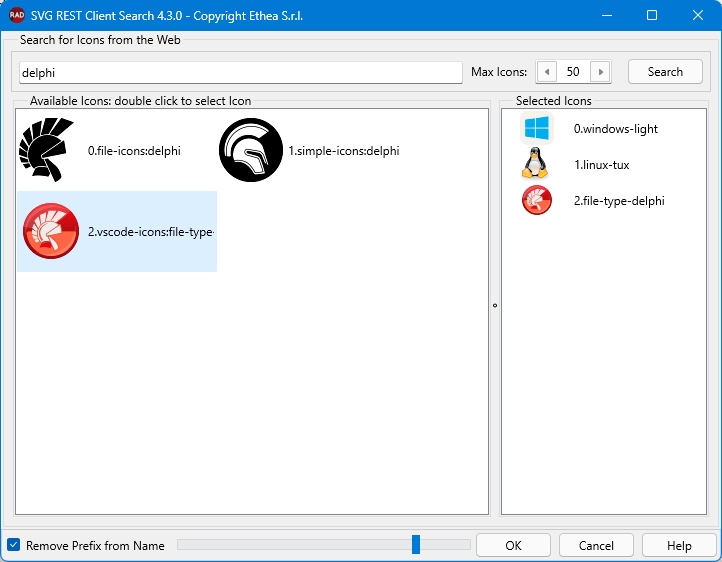 RAD SVG REST Client Search 4.3.0 - Copyright Ethea S.r.l.
Search for Icons from the Web
delphi
Max Icons: 50
Search
Available Icons: double click to select Icon
0.file-icons:delphi
1.simple-icons:delphi
2.vscode-icons:file-type-
Selected Icons
0.windows-light
1.linux-tux
2.file-type-delphi
Remove Prefix from Name
OK
Cancel
Help